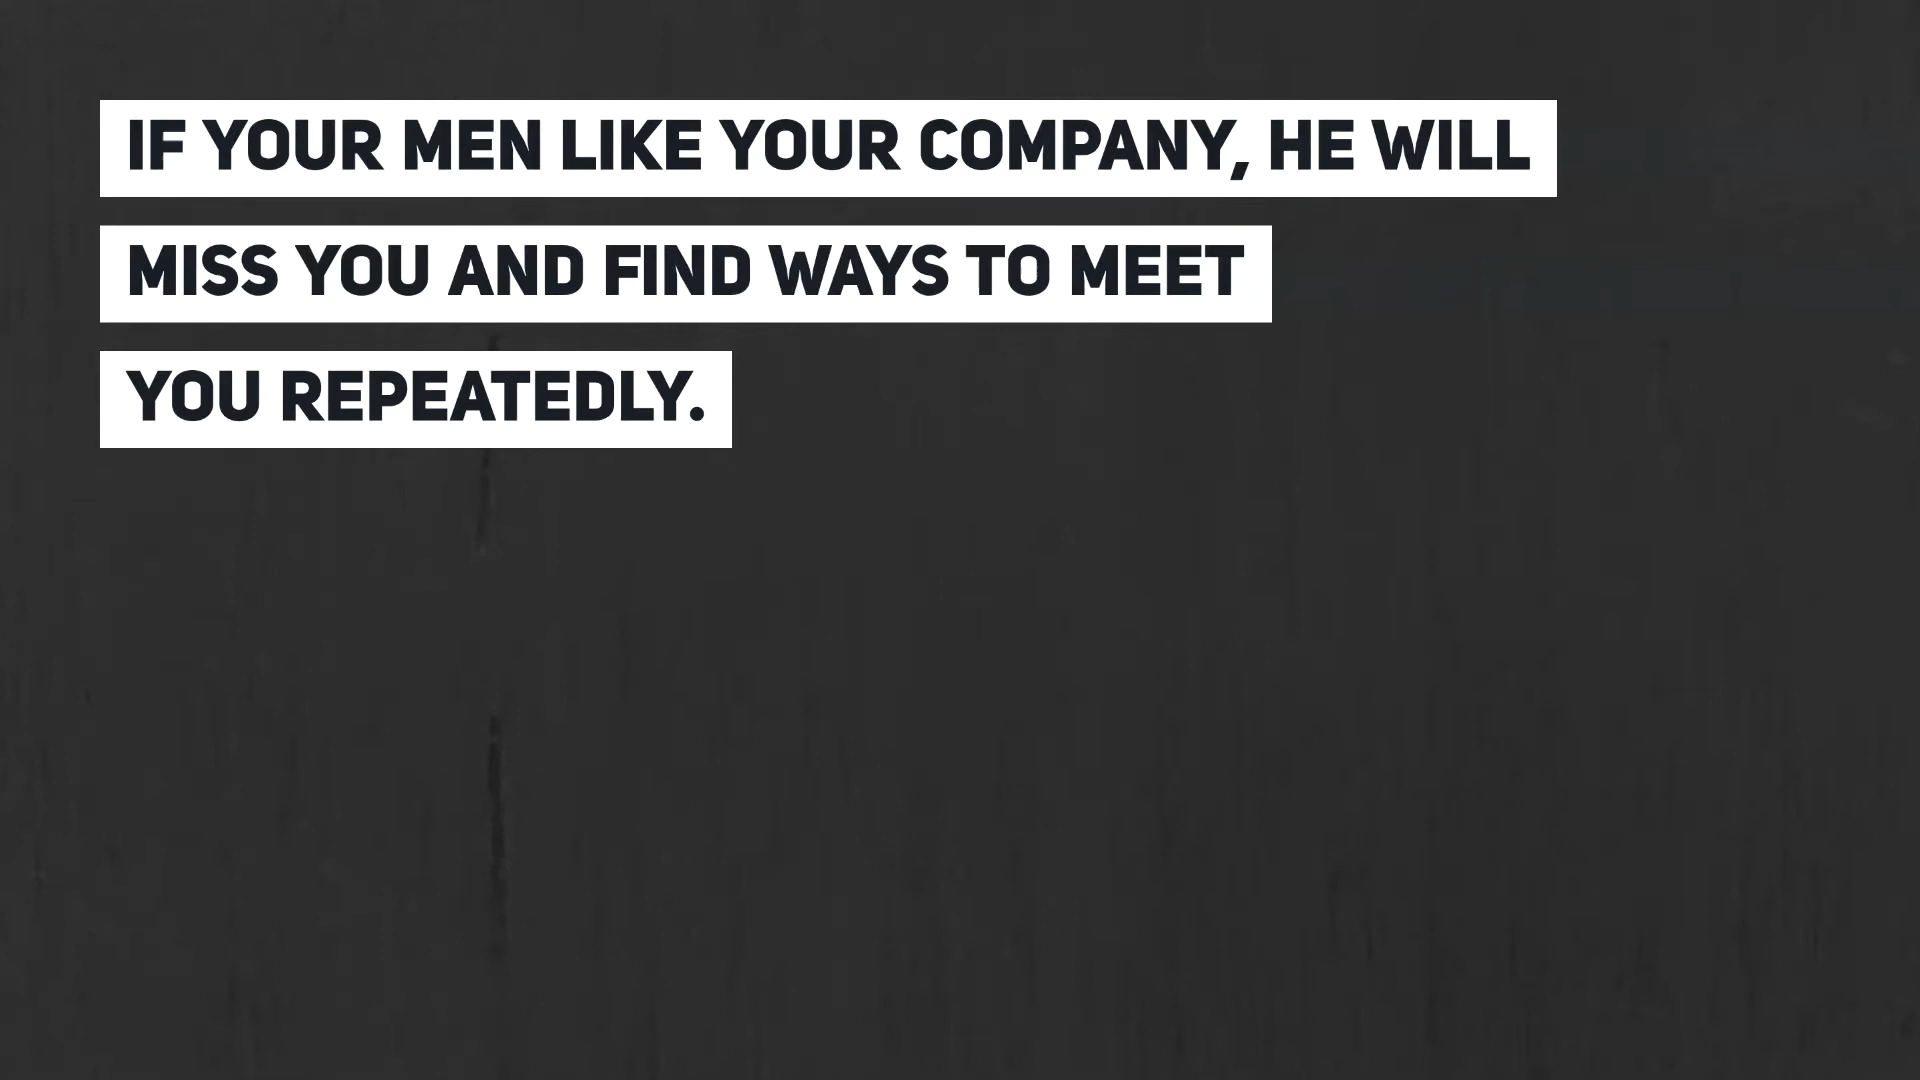 IF YOUR MEN LIKE YOUR COMPANY, HE WILL
MISS YOU AND FIND WAYS TO MEET
YOU REPEATEDLY.